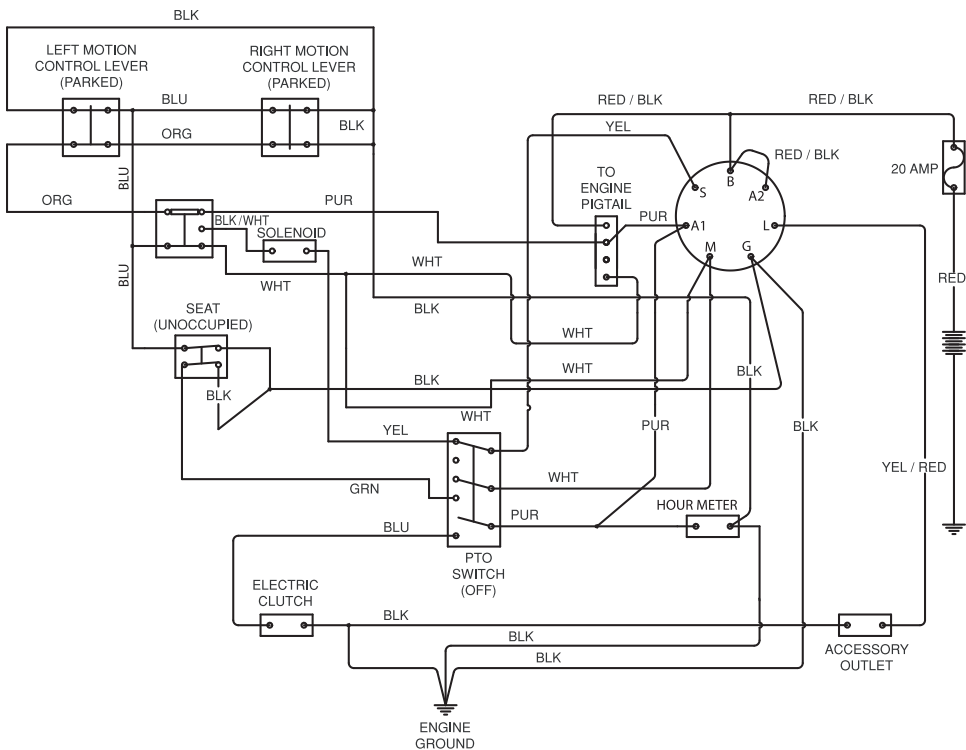 BLK
LEFT MOTION
CONTROL LEVER
(PARKED)
RIGHT MOTION
CONTROL LEVER
(PARKED)
BLU
BLK
ORG
RED / BLK
RED / BLK
YEL
RED / BLK
20 AMP
BLU
TO
ENGINE
PIGTAIL
B
S
A2
ORG
PUR
BLK /WHT
SOLENOID
PUR
A1
L
M
G
WHT
WHT
BLU
RED
SEAT
(UNOCCUPIED)
BLK
WHT
BLK
WHT
BLK
BLK
WHT
YEL
PUR
BLK
YEL / RED
WHT
GRN
HOUR METER
PUR
BLU
PTO
SWITCH
(OFF)
ELECTRIC
CLUTCH
BLK
BLK
BLK
ACCESSORY
OUTLET
ENGINE
GROUND